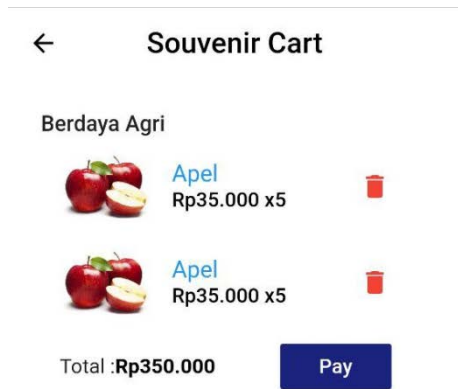 Souvenir Cart
Berdaya Agri
Apel
Rp35.000 x5
Apel
Rp35.000 x5
Total :Rp350.000
Pay